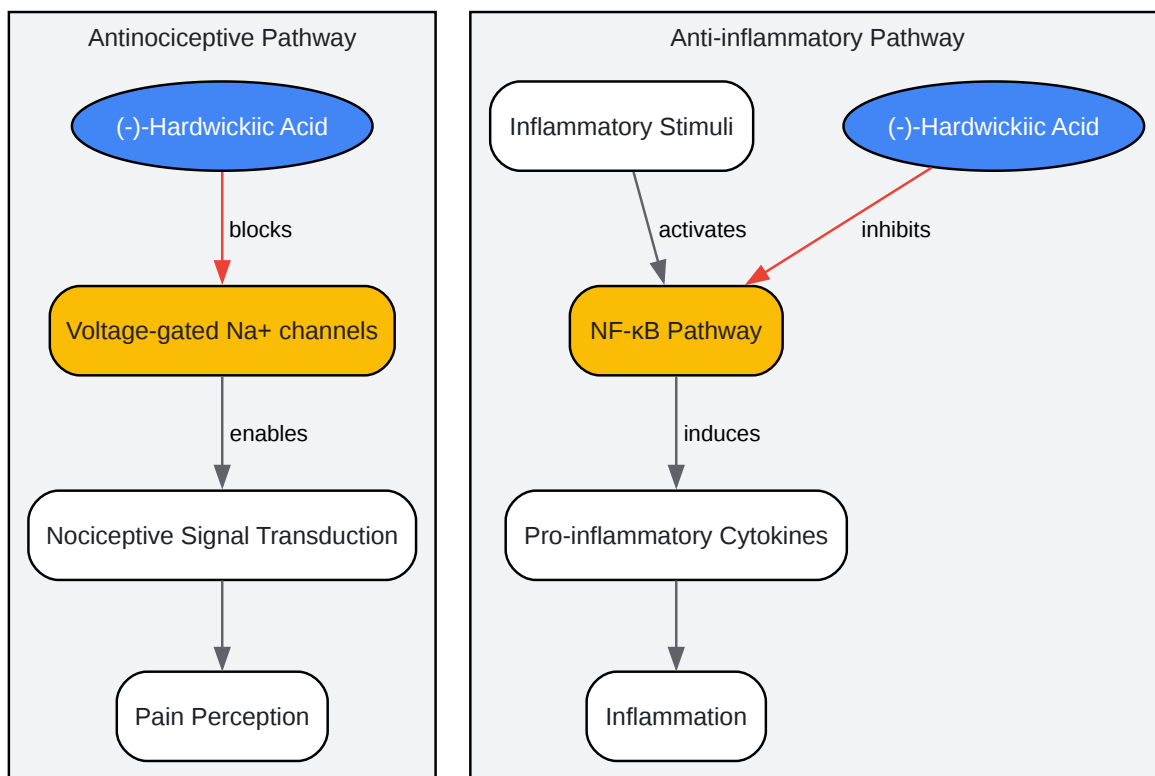 Antinociceptive Pathway
(-)-Hardwickiic Acid
blocks
Voltage-gated Na+ channels
enables
Nociceptive Signal Transduction
Pain Perception
Anti-inflammatory Pathway
Inflammatory Stimuli
(-)-Hardwickiic Acid
activates
inhibits
NF-κB Pathway
induces
Pro-inflammatory Cytokines
Inflammation